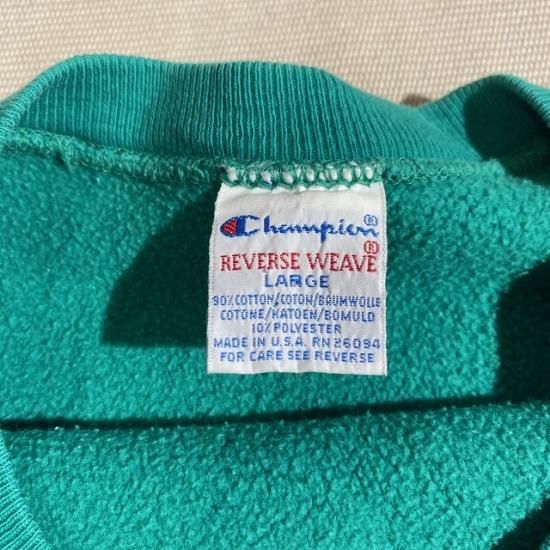 Champion®
®
REVERSE WEAVE
LARGE
90% COTTON/COTON/BAUMWOLLE
COTONE/KATOEN/BOMULD
10% POLYESTER
MADE IN U.S.A. RN 26094
FOR CARE SEE REVERSE